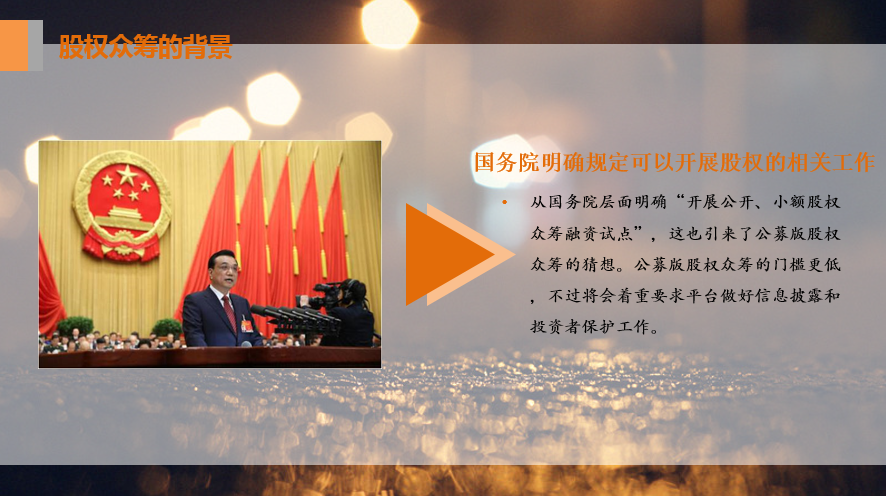 股权众筹的背景
国务院明确规定可以开展股权的相关工作
• 从国务院层面明确“开展公开、小额股权
众筹融资试点”，这也引来了公募版股权
众筹的猜想。公募版股权众筹的门槛更低
，不过将会着重要求平台做好信息披露和
投资者保护工作。